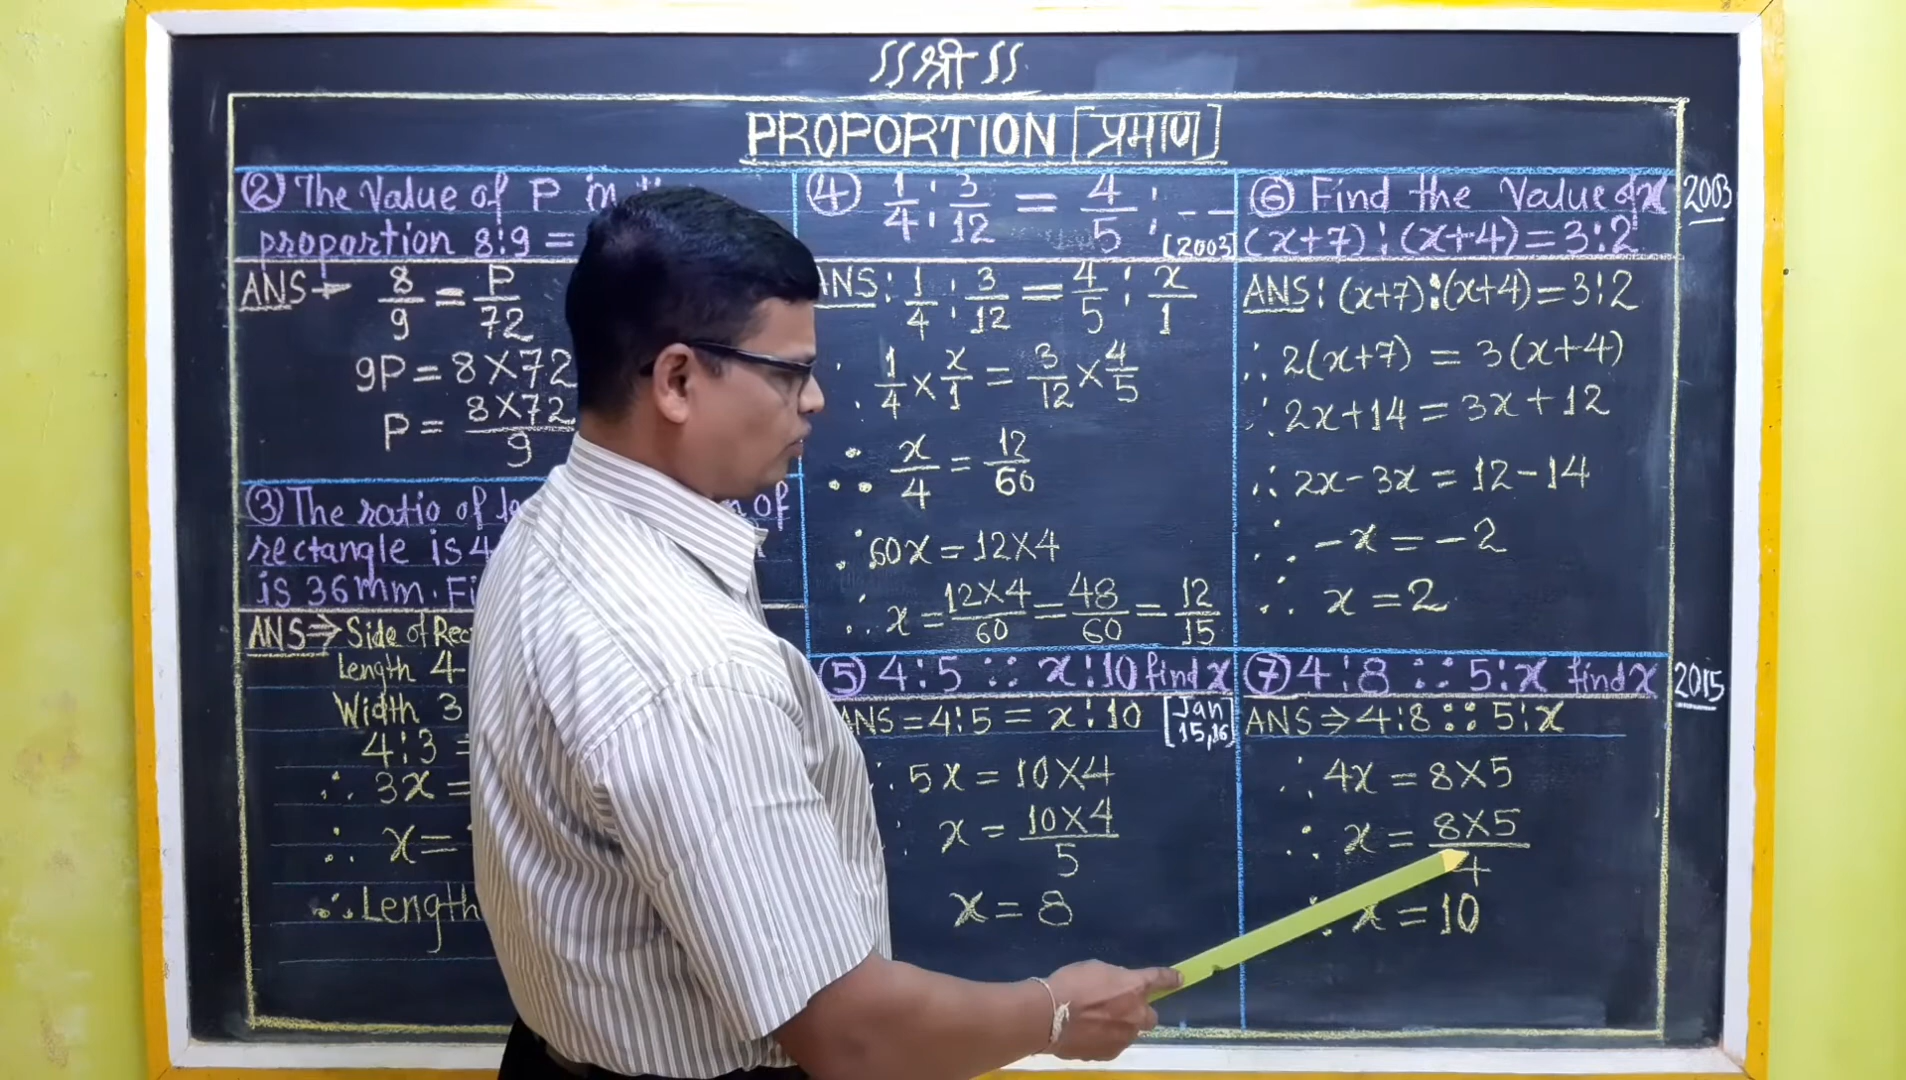 ॥ श्री ॥
PROPORTION [प्रमाण]
② The Value of P in
proportion 8:9 =
ANS → 8/9 = P/72
9P = 8×72
P = 8×72/9
③ The ratio of of
rectangle is 4
is 36mm.
ANS ⇒ Side of
Length 4
Width 3
4:3 =
∴ 3x =
∴ x =
∴ Length
④ 1/4 : 3/12 = 4/5 : --
[2003]
ANS: 1/4 : 3/12 = 4/5 : x/1
∴ 1/4 × x/1 = 3/12 × 4/5
∴ x/4 = 12/60
∴ 60x = 12×4
∴ x = 12×4/60 = 48/60 = 12/15
⑤ 4:5 :: x:10 find x
ANS = 4:5 = x:10 [Jan 15,16]
∴ 5x = 10×4
∴ x = 10×4/5
x = 8
⑥ Find the Value of x 2003
(x+7):(x+4)=3:2
ANS: (x+7):(x+4)=3:2
∴ 2(x+7) = 3(x+4)
∴ 2x+14 = 3x+12
∴ 2x-3x = 12-14
∴ -x = -2
∴ x = 2
⑦ 4:8 :: 5:x find x 2015
ANS ⇒ 4:8 :: 5:x
∴ 4x = 8×5
∴ x = 8×5/4
∴ x = 10